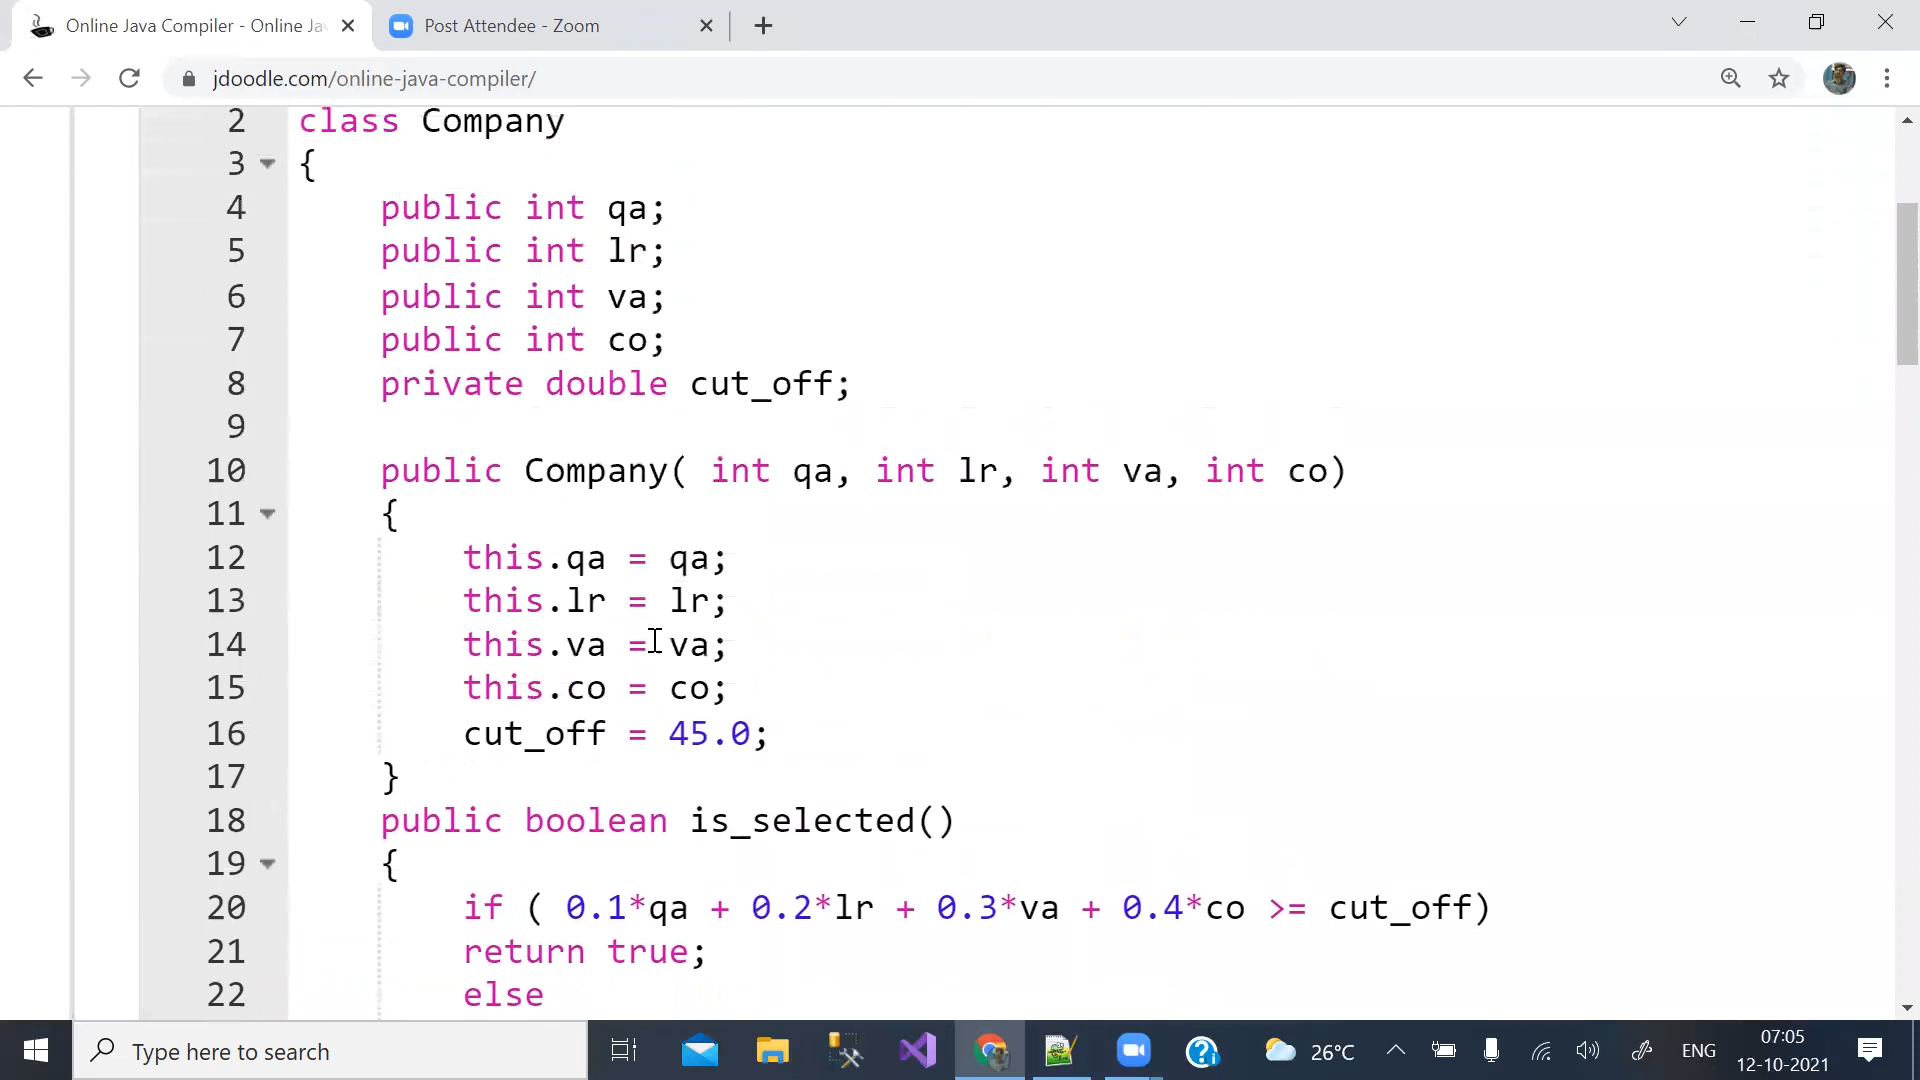 Online Java Compiler - Online Ja
Post Attendee - Zoom
jdoodle.com/online-java-compiler/
2 class Company
3 {
4 public int qa;
5 public int lr;
6 public int va;
7 public int co;
8 private double cut_off;
9
10 public Company( int qa, int lr, int va, int co)
11 {
12 this.qa = qa;
13 this.lr = lr;
14 this.va = va;
15 this.co = co;
16 cut_off = 45.0;
17 }
18 public boolean is_selected()
19 {
20 if ( 0.1*qa + 0.2*lr + 0.3*va + 0.4*co >= cut_off)
21 return true;
22 else
Type here to search
26°C
ENG
07:05
12-10-2021